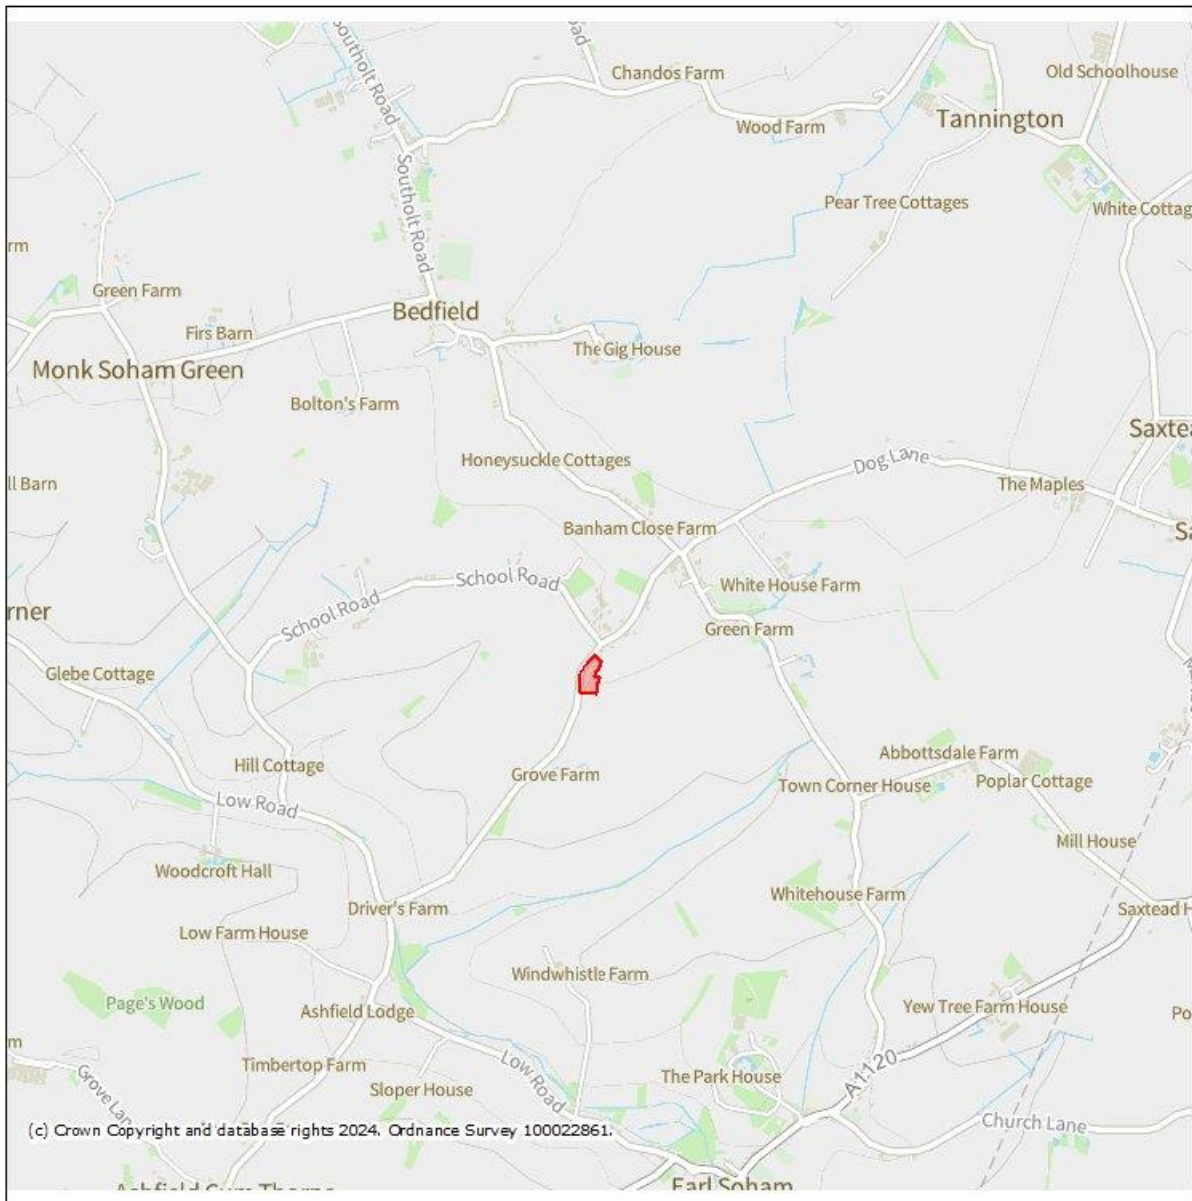 Southolt Road
oad
Chandos Farm
Old Schoolhouse
Wood Farm
Tannington
Southolt Road
Pear Tree Cottages
White Cottag
rm
Green Farm
Bedfield
Firs Barn
The Gig House
Monk Soham Green
Bolton's Farm
Saxtea
Honeysuckle Cottages
Dog Lane
ll Barn
The Maples
Banham Close Farm
Sa
School Road
White House Farm
School Road
rner
Green Farm
Glebe Cottage
Abbottsdale Farm
Hill Cottage
Grove Farm
Town Corner House
Poplar Cottage
Low Road
Mill House
Woodcroft Hall
Whitehouse Farm
Driver's Farm
Saxtead H
Low Farm House
Windwhistle Farm
Page's Wood
Ashfield Lodge
Yew Tree Farm House
Po
m
Timbertop Farm
Low Road
The Park House
A1120
Grove Lane
Sloper House
Church Lane
(c) Crown Copyright and database rights 2024. Ordnance Survey 100022861.
Ashfield Cum Thorpe
Earl Soham